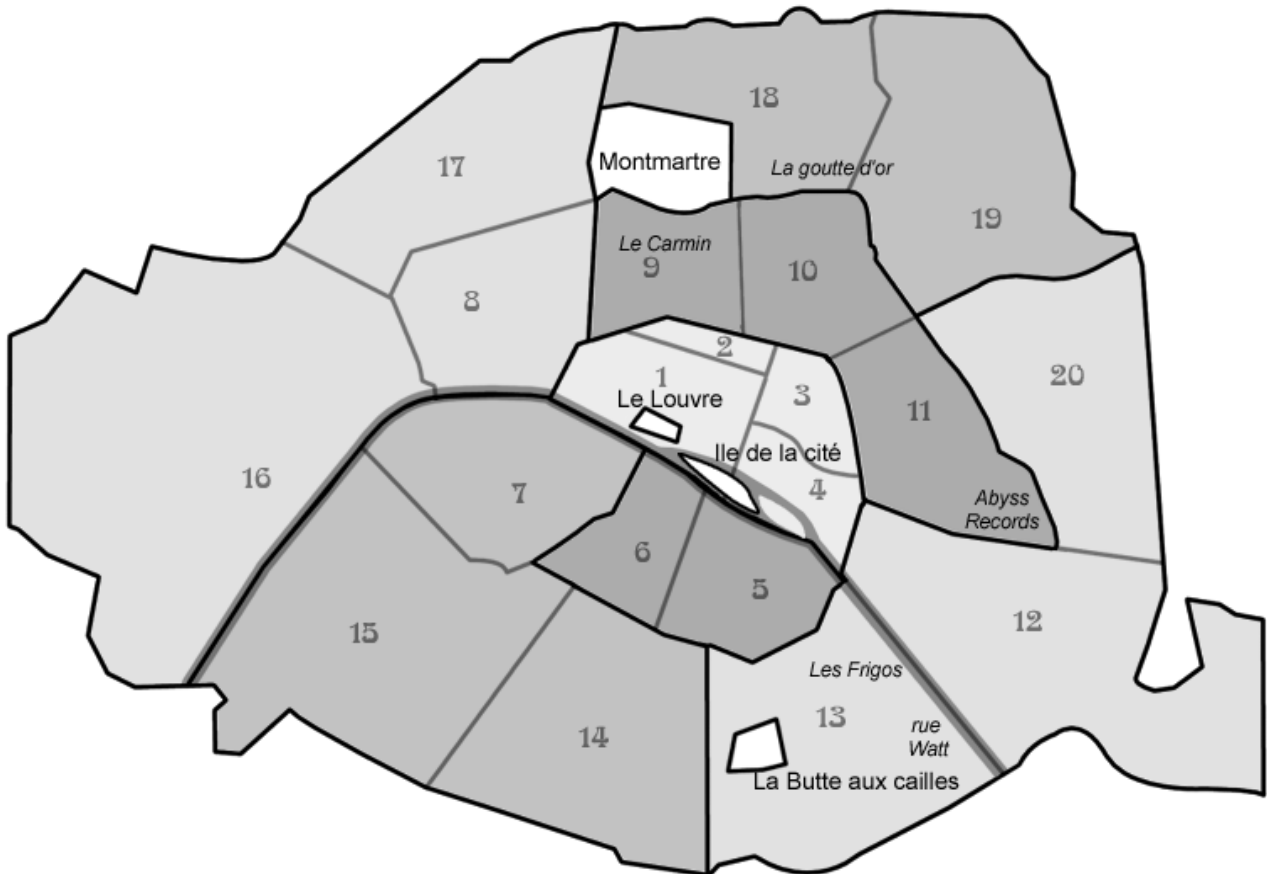 18
Montmartre
17
La goutte d'or
19
Le Carmin
9
10
8
2
1
20
3
Le Louvre
11
Ile de la cité
16
7
4
Abyss
Records
6
5
12
15
Les Frigos
13
14
rue
Watt
La Butte aux cailles